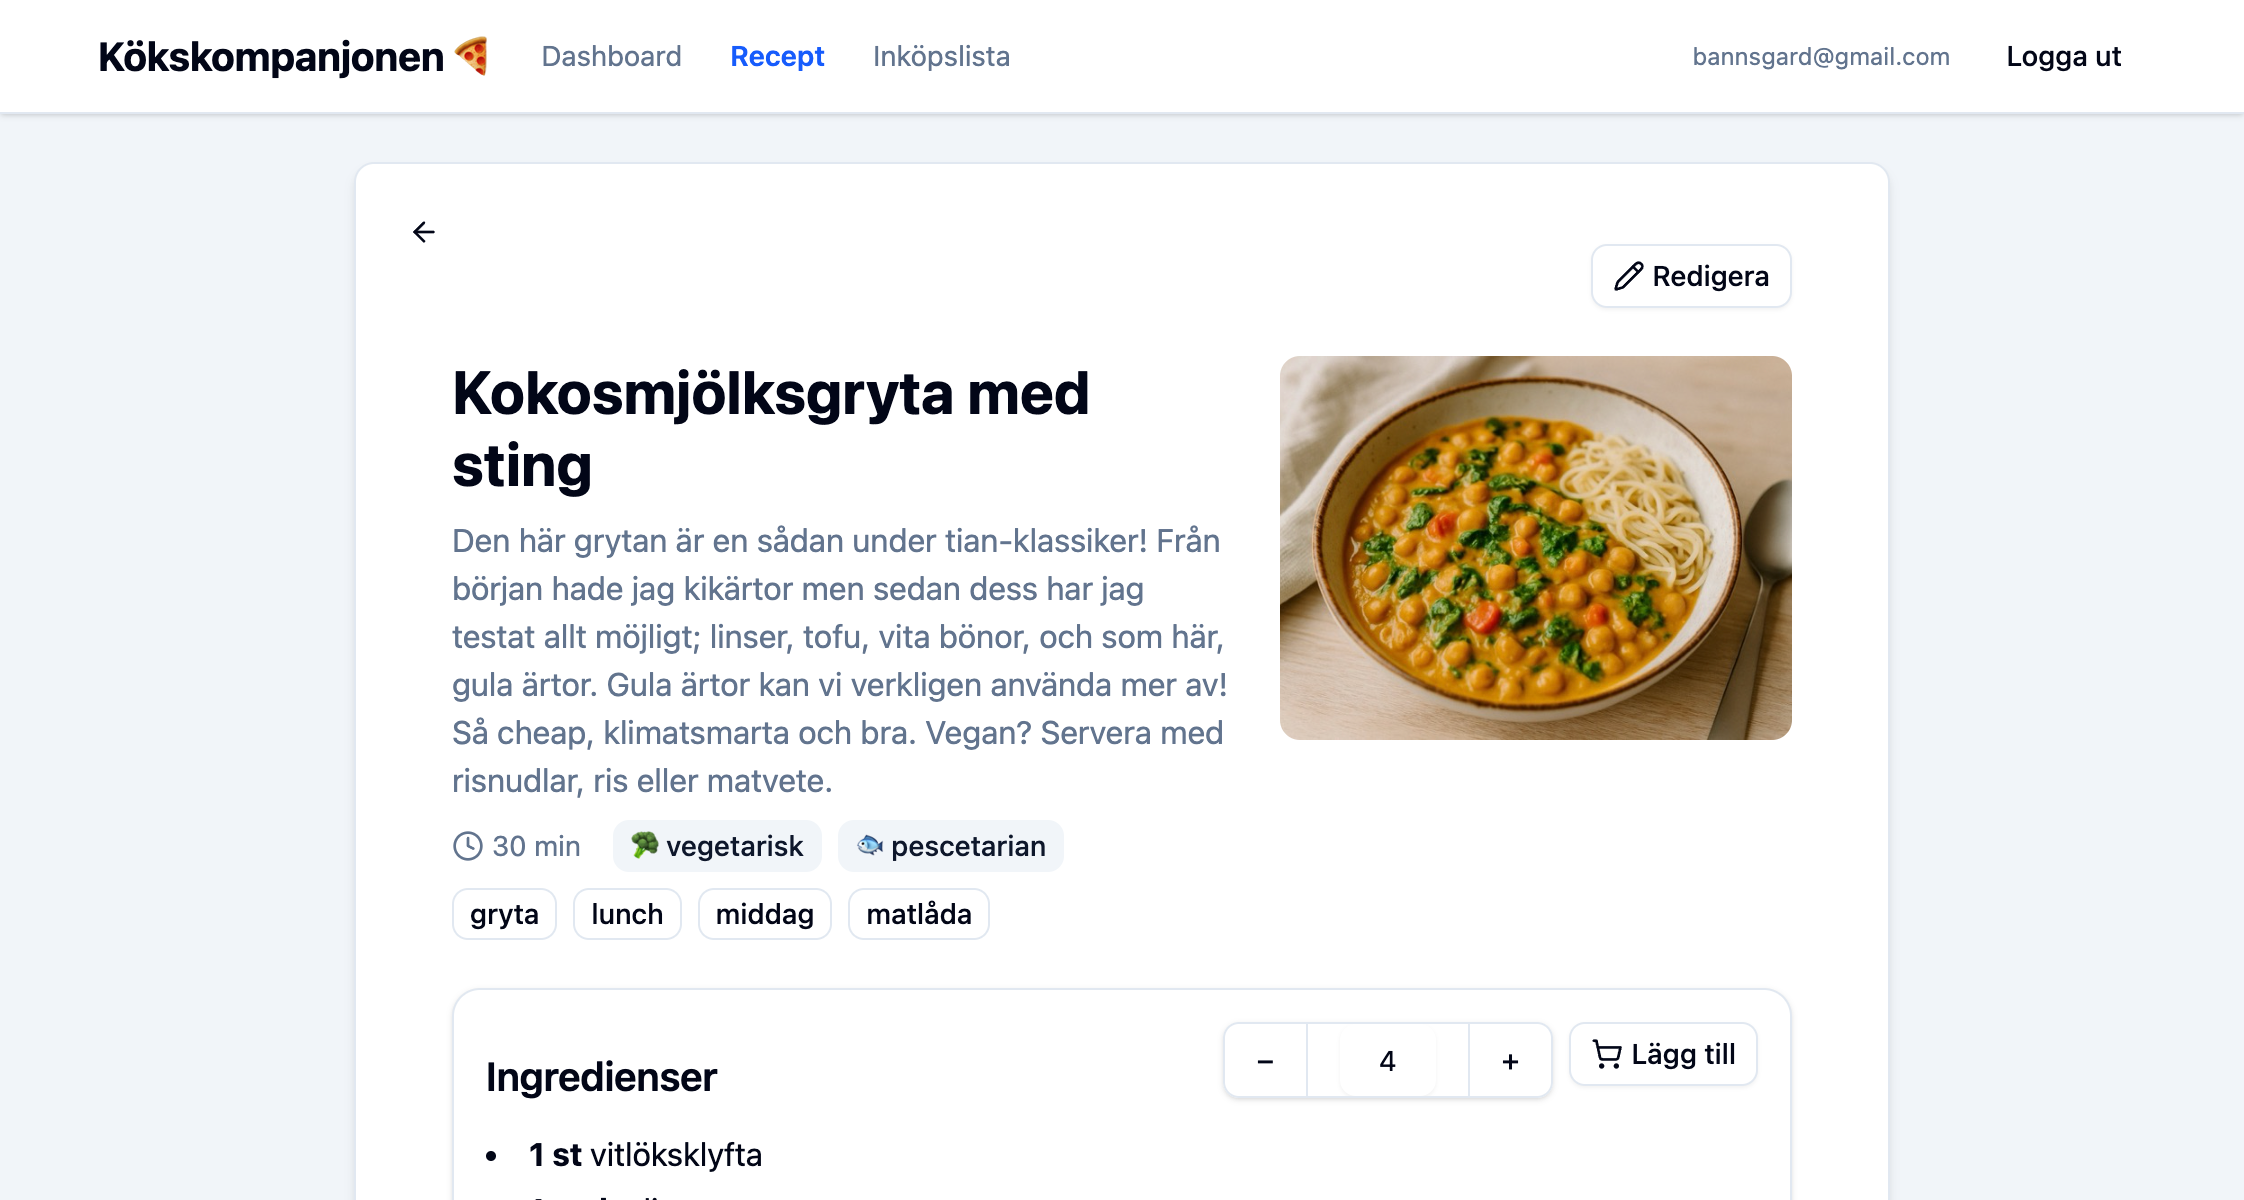 Kökskompanjonen
Dashboard
Recept
Inköpslista
bannsgard@gmail.com
Logga ut
Redigera
Kokosmjölksgryta med
sting
Den här grytan är en sådan under tian-klassiker! Från
början hade jag kikärtor men sedan dess har jag
testat allt möjligt; linser, tofu, vita bönor, och som här,
gula ärtor. Gula ärtor kan vi verkligen använda mer av!
Så cheap, klimatsmarta och bra. Vegan? Servera med
risnudlar, ris eller matvete.
30 min
vegetarisk
pescetarian
gryta
lunch
middag
matlåda
Ingredienser
−
4
+
Lägg till
• 1 st vitlöksklyfta